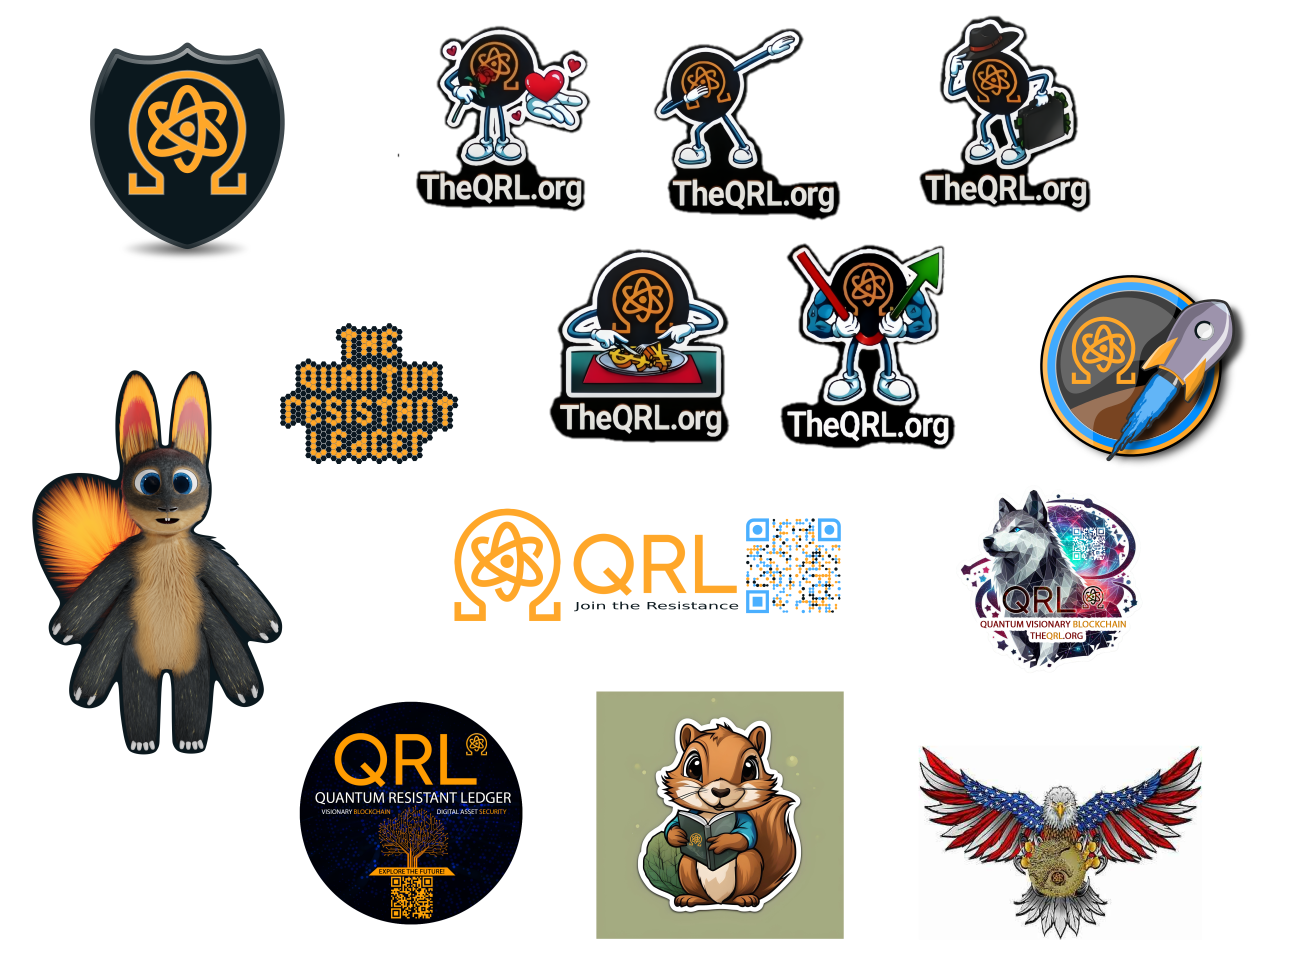 TheQRL.org
TheQRL.org
TheQRL.org
TheQRL.org
TheQRL.org
THE
QUANTUM
RESISTANT
LEDGER
QRL
Join the Resistance
QRL
QUANTUM VISIONARY BLOCKCHAIN
THEQRL.ORG
QRL
QUANTUM RESISTANT LEDGER
VISIONARY BLOCKCHAIN DIGITAL ASSET SECURITY
EXPLORE THE FUTURE!